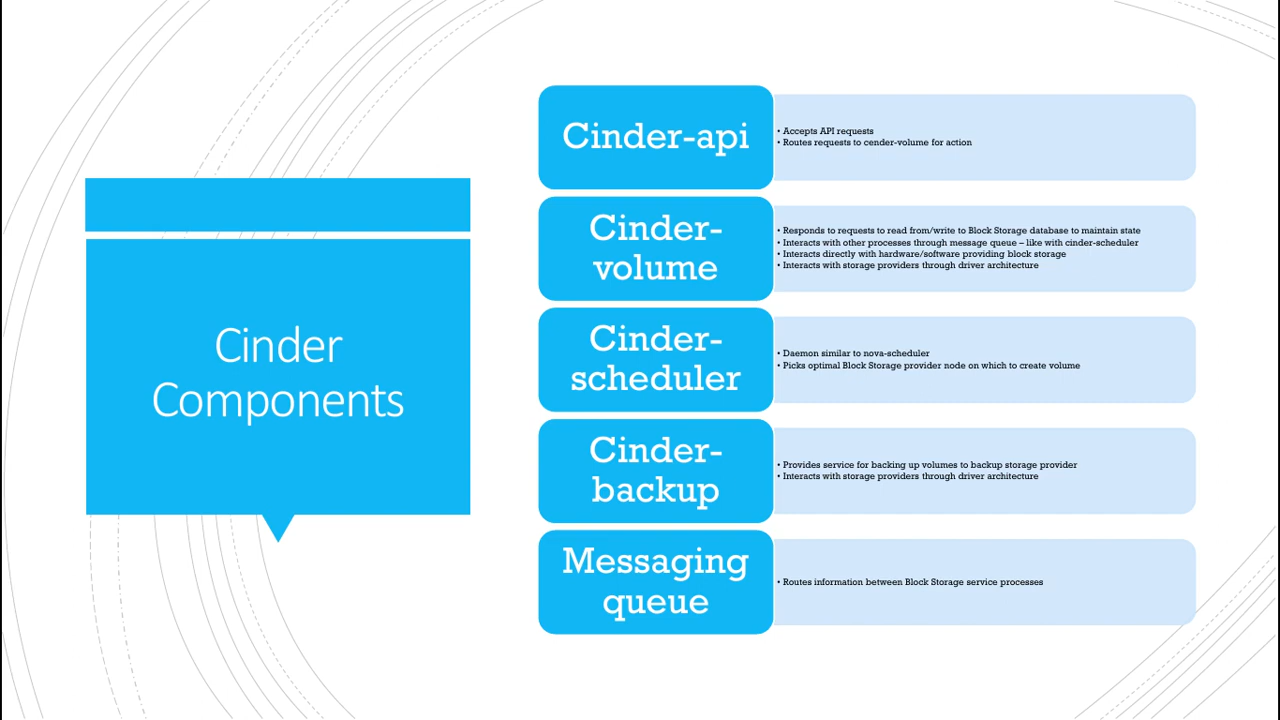 Cinder
Components
Cinder-api
• Accepts API requests
• Routes requests to cender-volume for action
Cinder-
volume
• Responds to requests to read from/write to Block Storage database to maintain state
• Interacts with other processes through message queue – like with cinder-scheduler
• Interacts directly with hardware/software providing block storage
• Interacts with storage providers through driver architecture
Cinder-
scheduler
• Daemon similar to nova-scheduler
• Picks optimal Block Storage provider node on which to create volume
Cinder-
backup
• Provides service for backing up volumes to backup storage provider
• Interacts with storage providers through driver architecture
Messaging
queue
• Routes information between Block Storage service processes